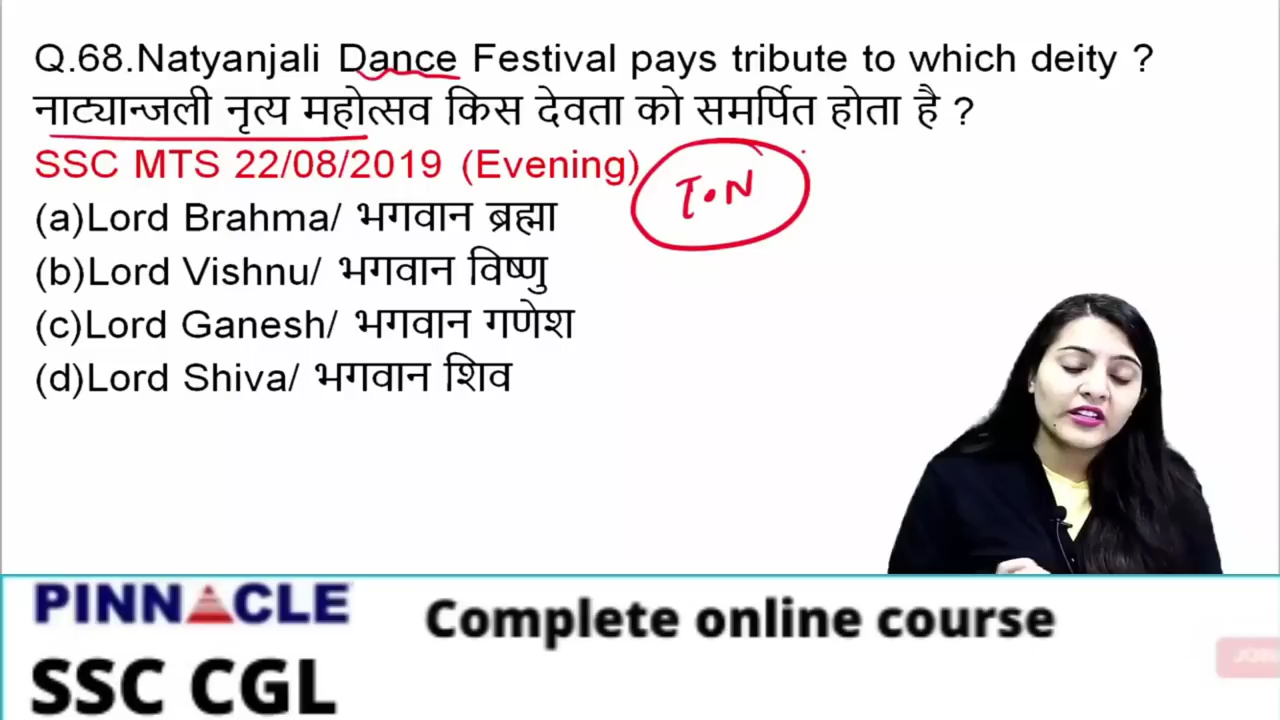 Q.68.Natyanjali Dance Festival pays tribute to which deity ?
नाट्यान्जली नृत्य महोत्सव किस देवता को समर्पित होता है ?
SSC MTS 22/08/2019 (Evening)
T.N
(a)Lord Brahma/ भगवान ब्रह्मा
(b)Lord Vishnu/ भगवान विष्णु
(c)Lord Ganesh/ भगवान गणेश
(d)Lord Shiva/ भगवान शिव
PINNACLE
Complete online course
SSC CGL